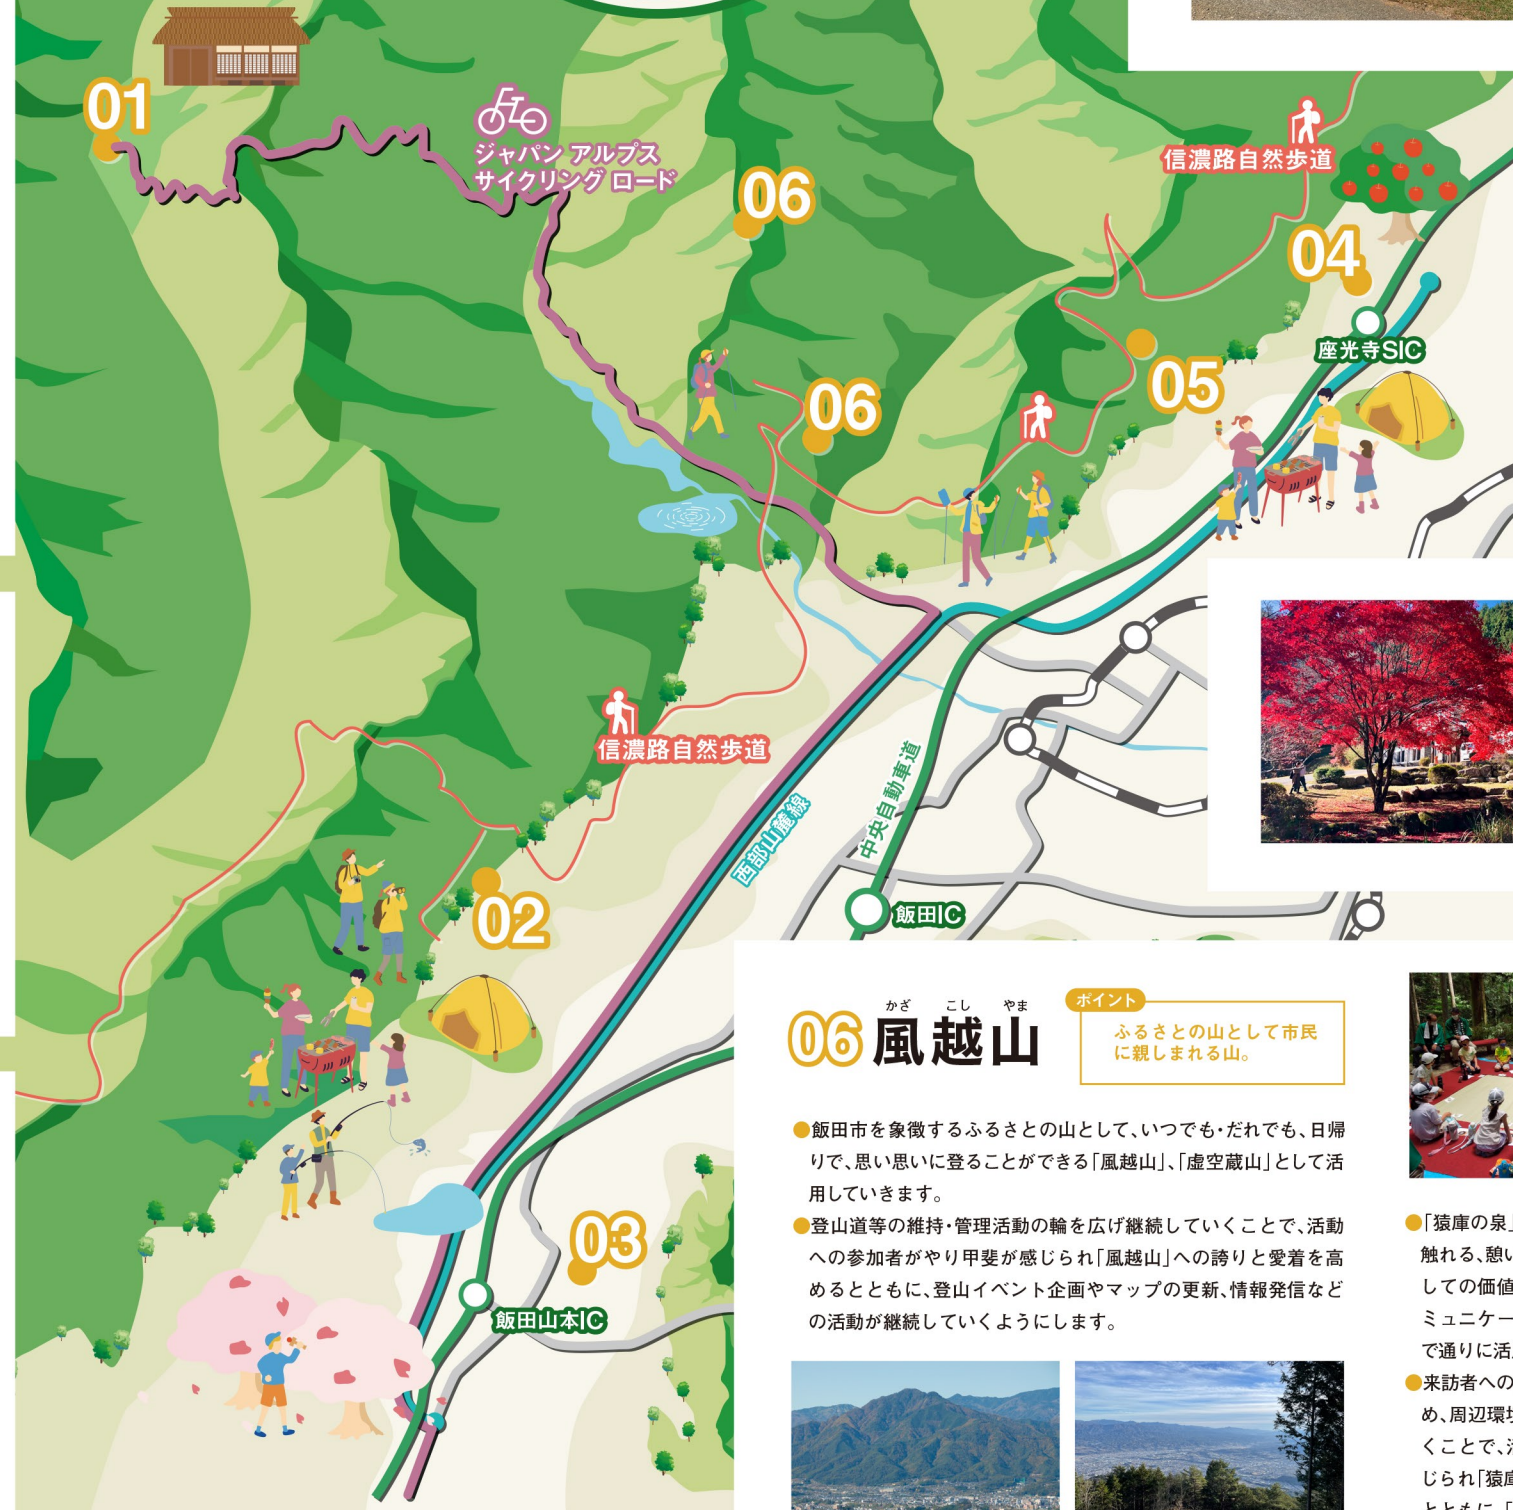 01
ジャパン アルプス
サイクリング ロード
06
信濃路自然歩道
04
座光寺SIC
05
06
信濃路自然歩道
西部山麓線
中央自動車道
飯田IC
02
03
飯田山本IC
かざ こし やま
06 風越山
ポイント
ふるさとの山として市民
に親しまれる山。
●飯田市を象徴するふるさとの山として、いつでも・だれでも、日帰
りで、思い思いに登ることができる「風越山」、「虚空蔵山」として活
用していきます。
●登山道等の維持・管理活動の輪を広げ継続していくことで、活動
への参加者がやり甲斐が感じられ「風越山」への誇りと愛着を高
めるとともに、登山イベント企画やマップの更新、情報発信など
の活動が継続していくようにします。
●「猿庫の泉」
触れる、憩い
しての価値
ミュニケー
で通りに活
●来訪者への
め、周辺環
くことで、
じられ「猿庫
とともに、「